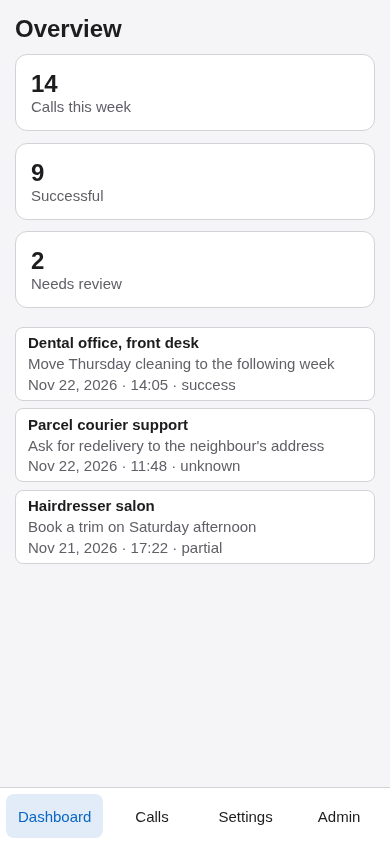 Overview
14
Calls this week
9
Successful
2
Needs review
Dental office, front desk
Move Thursday cleaning to the following week
Nov 22, 2026 · 14:05 · success
Parcel courier support
Ask for redelivery to the neighbour's address
Nov 22, 2026 · 11:48 · unknown
Hairdresser salon
Book a trim on Saturday afternoon
Nov 21, 2026 · 17:22 · partial
Dashboard Calls Settings Admin